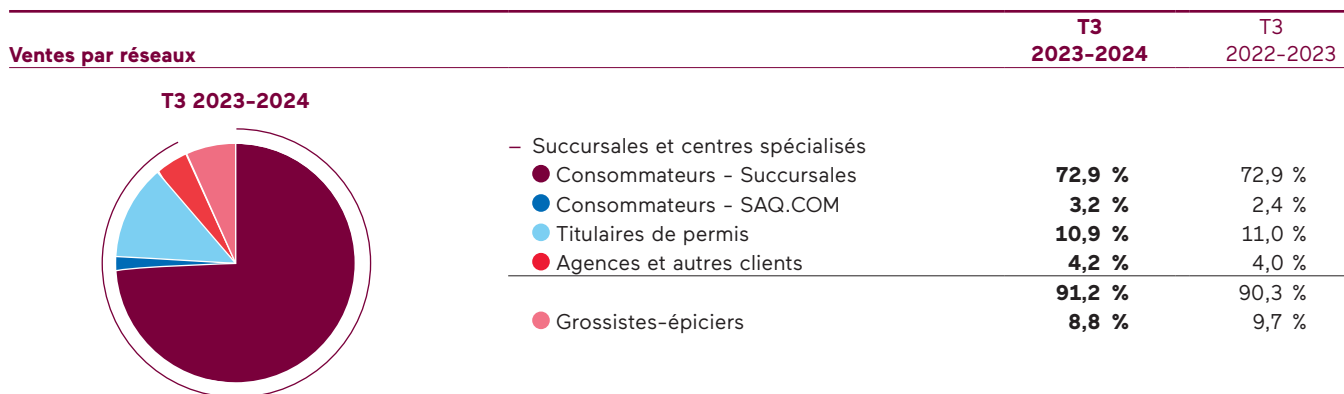 T3 T3
Ventes par réseaux 2023-2024 2022-2023
T3 2023-2024
– Succursales et centres spécialisés
Consommateurs - Succursales 72,9 % 72,9 %
Consommateurs - SAQ.COM 3,2 % 2,4 %
Titulaires de permis 10,9 % 11,0 %
Agences et autres clients 4,2 % 4,0 %
91,2 % 90,3 %
Grossistes-épiciers 8,8 % 9,7 %